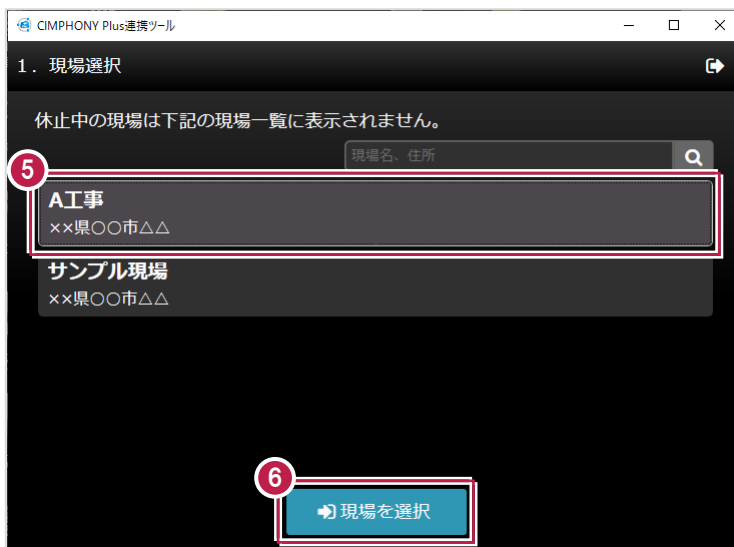 CIMPHONY Plus連携ツール
1．現場選択
休止中の現場は下記の現場一覧に表示されません。
現場名、住所
5
A工事
××県○○市△△
サンプル現場
××県○○市△△
6
現場を選択